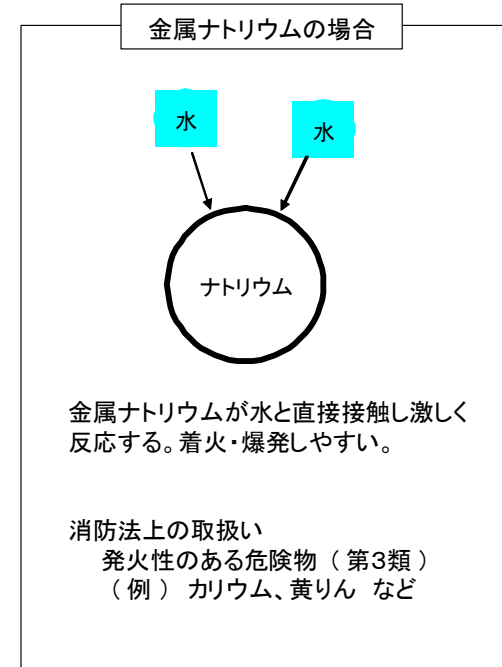 金属ナトリウムの場合
水
水
ナトリウム
金属ナトリウムが水と直接接触し激しく
反応する。着火・爆発しやすい。
消防法上の取扱い
発火性のある危険物（第3類）
（例）カリウム、黄りん など